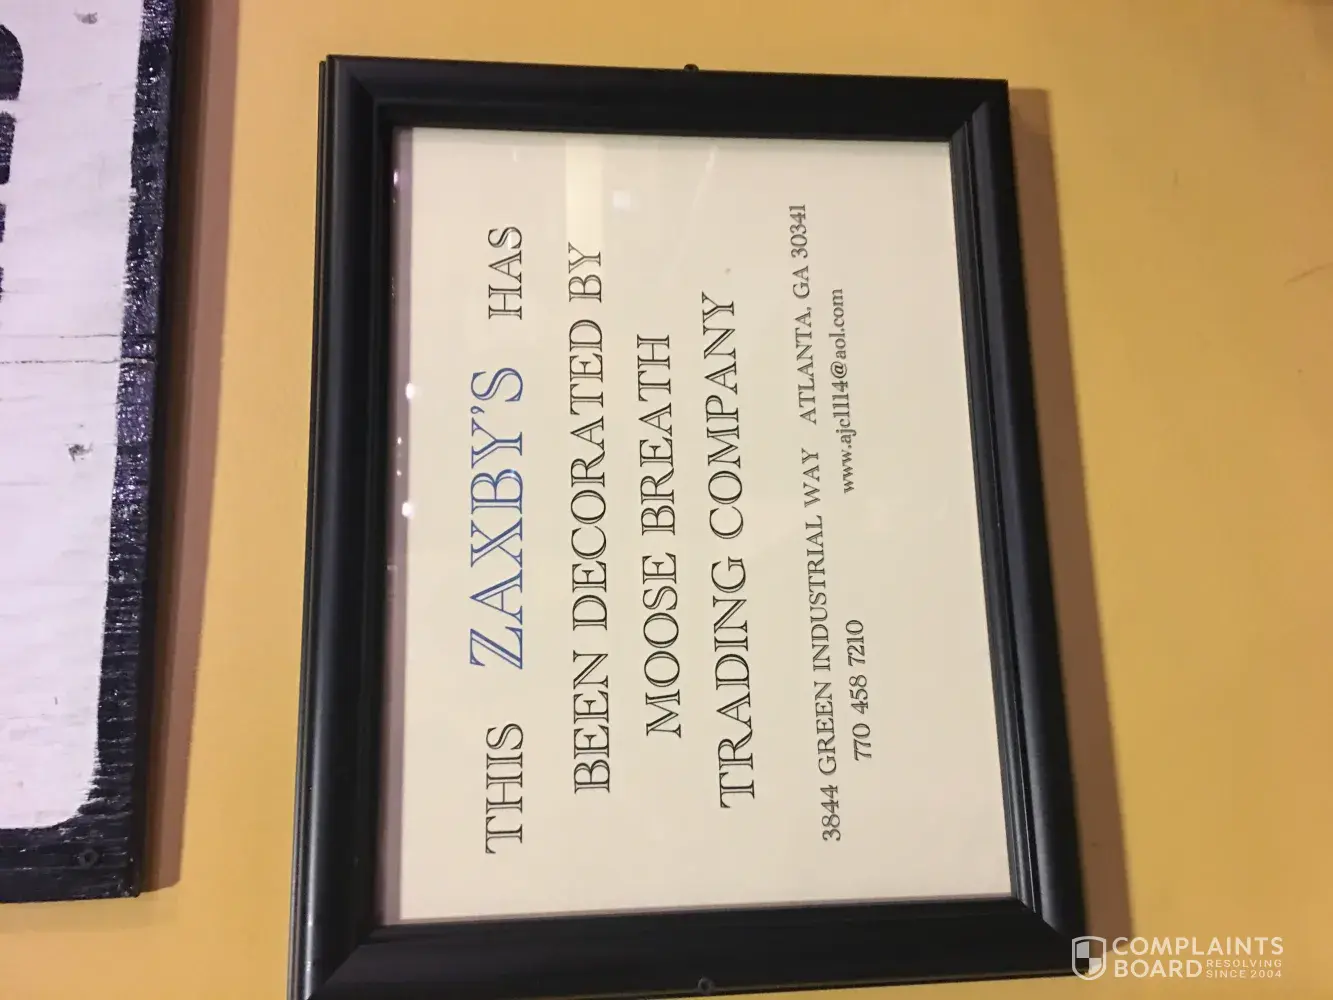 THIS ZAXBY'S HAS
BEEN DECORATED BY
MOOSE BREATH
TRADING COMPANY
3844 GREEN INDUSTRIAL WAY ATLANTA, GA 30341
770 458 7210 www.ajc1114@aol.com
COMPLAINTS
BOARD RESOLVING
SINCE 2004